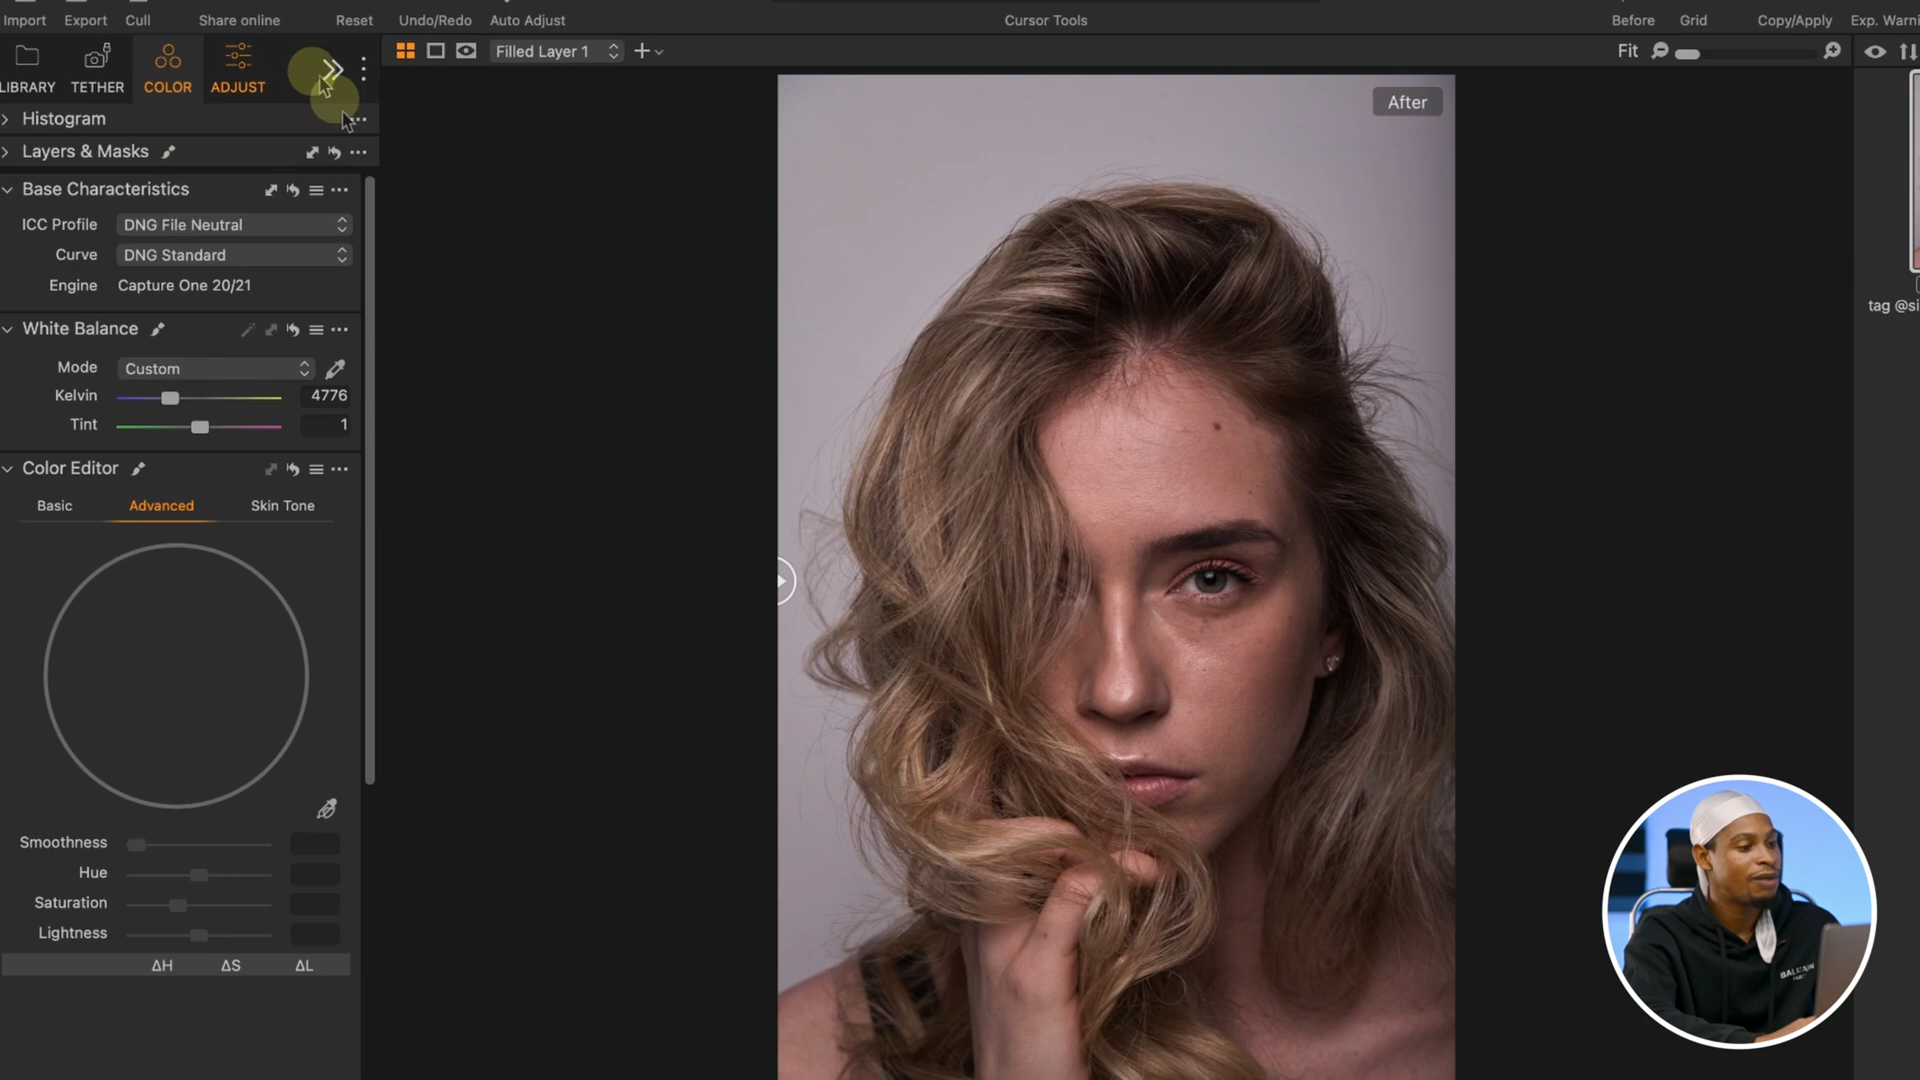 Import Export Cull Share online Reset Undo/Redo Auto Adjust Cursor Tools Before Grid Copy/Apply Exp. Warni
LIBRARY TETHER COLOR ADJUST
Filled Layer 1
Fit
After
Histogram
Layers & Masks
Base Characteristics
ICC Profile DNG File Neutral
Curve DNG Standard
Engine Capture One 20/21
tag @si
White Balance
Mode Custom
Kelvin 4776
Tint 1
Color Editor
Basic Advanced Skin Tone
Smoothness
Hue
Saturation
Lightness
ΔH ΔS ΔL